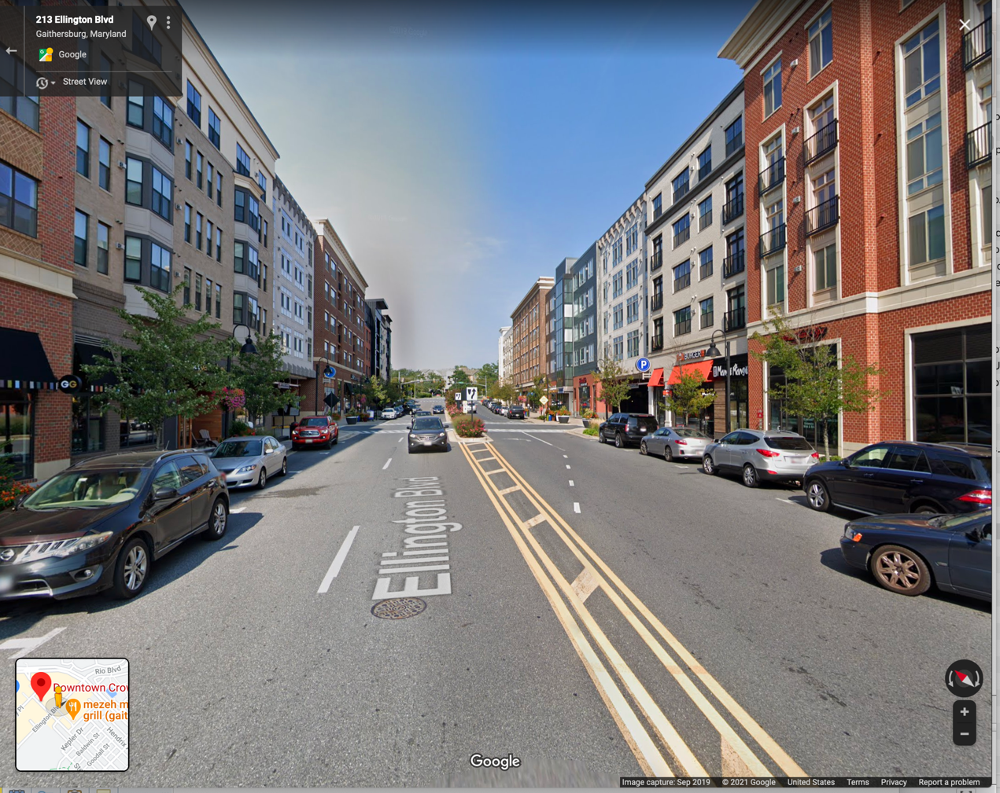 213 Ellington Blvd
Gaithersburg, Maryland
Google
Street View
P
BURGER
GG
Ellington Blvd
Rio Blvd
Downtown Crow
mezeh m
grill (gait
Ellington Bl
Kepler Dr
Hendrix
Baldwin St
Goodall St
Google
Image capture: Sep 2019 © 2021 Google United States Terms Privacy Report a problem